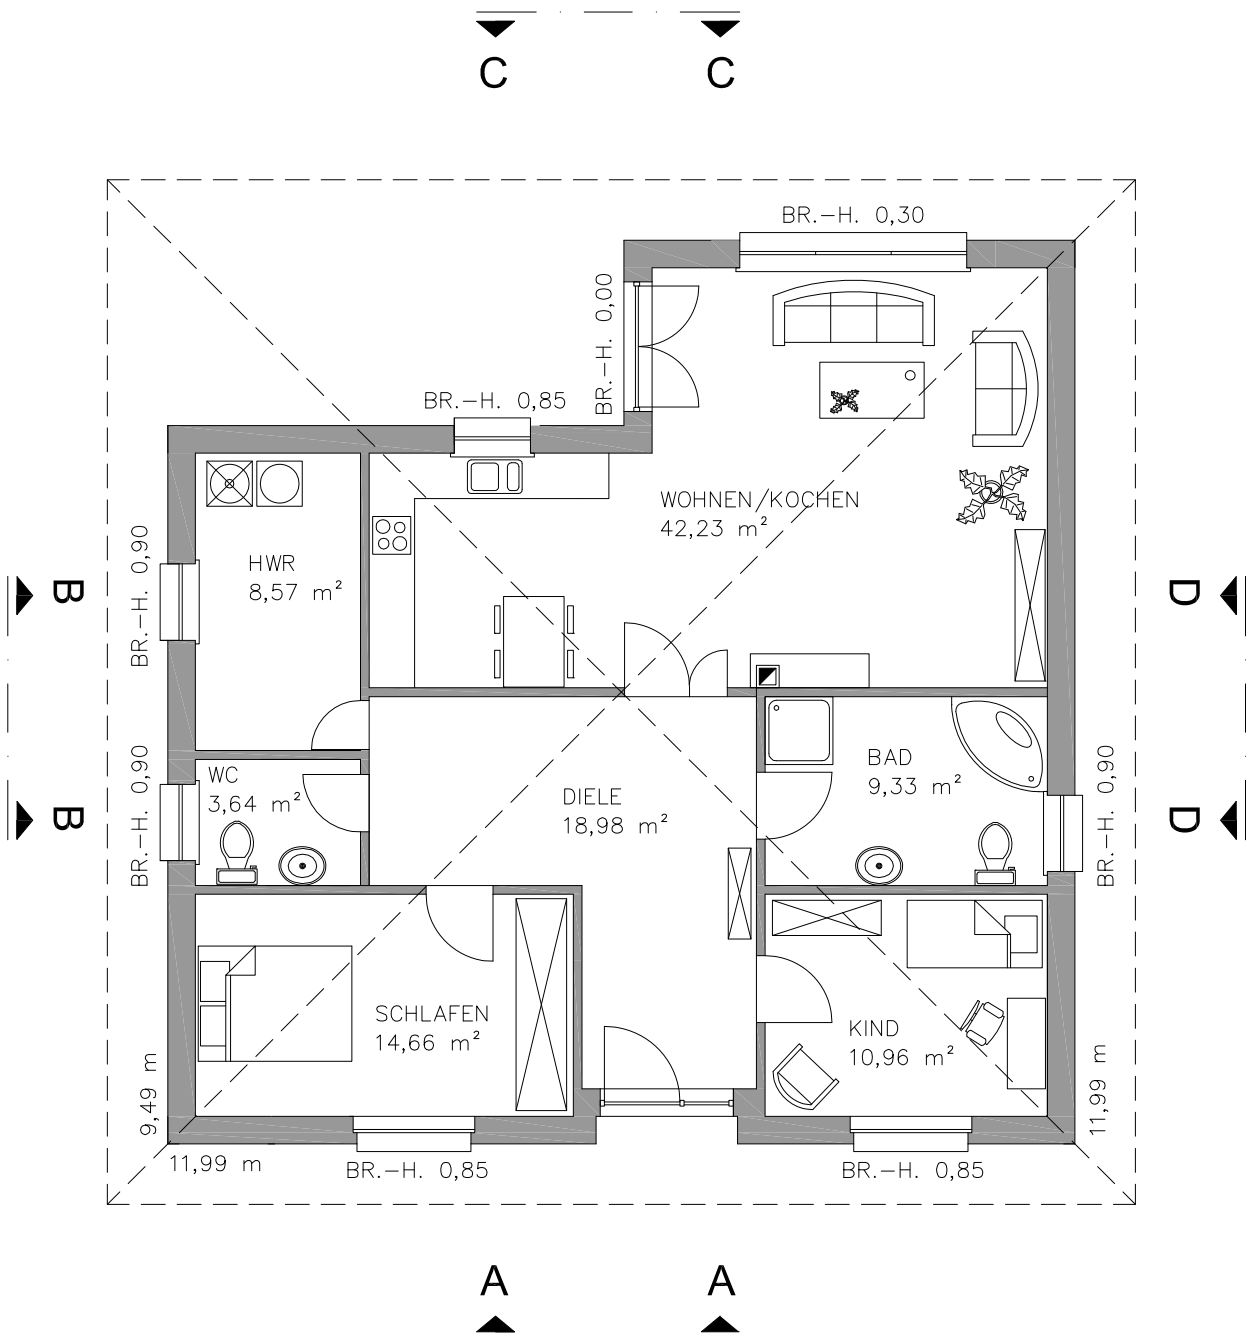 C
C
BR.-H. 0,30
BR.-H. 0,00
BR.-H. 0,85
WOHNEN/KOCHEN
42,23 m²
BR.-H. 0,90
HWR
8,57 m²
B
D
BR.-H. 0,90
WC
3,64 m²
DIELE
18,98 m²
BAD
9,33 m²
BR.-H. 0,90
B
D
SCHLAFEN
14,66 m²
KIND
10,96 m²
9,49 m
11,99 m
11,99 m
BR.-H. 0,85
BR.-H. 0,85
A
A